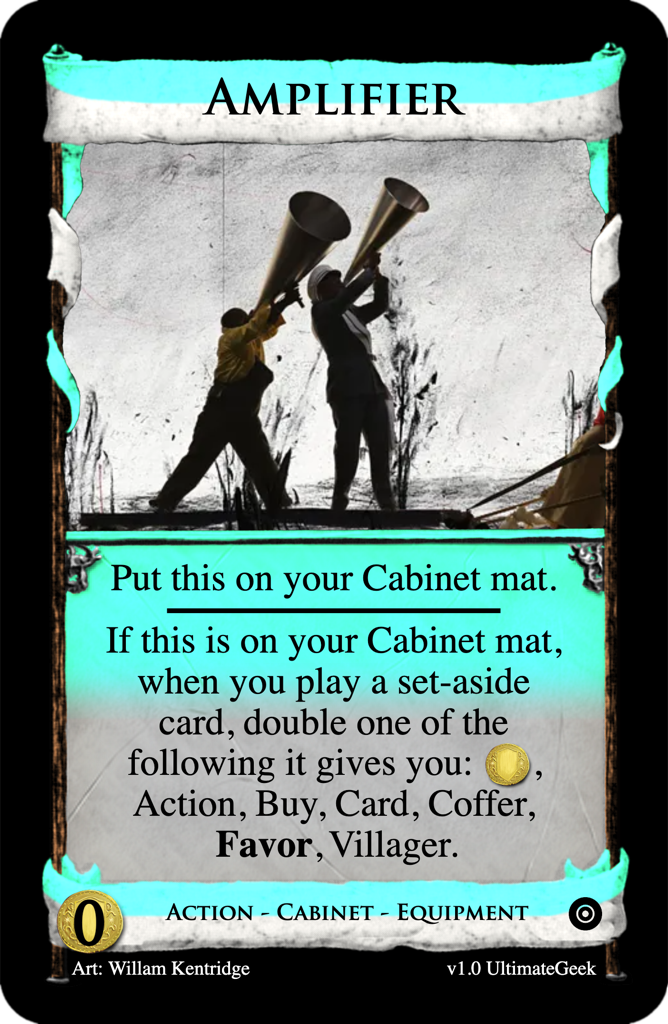 AMPLIFIER
Put this on your Cabinet mat.
If this is on your Cabinet mat,
when you play a set-aside
card, double one of the
following it gives you: ,
Action, Buy, Card, Coffer,
Favor, Villager.
0
ACTION - CABINET - EQUIPMENT
Art: Willam Kentridge
v1.0 UltimateGeek